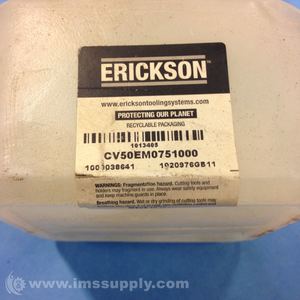 ERICKSON™
www.ericksontoolingsystems.com
PROTECTING OUR PLANET
RECYCLABLE PACKAGING
1013405
CV50EM0751000
1000038641 1020976GB11
Warnings: Fragmentation hazard. Cutting tools and
holders may fragment in use. Always wear safety equipment
and keep machine guards in place.
Breathing hazard. Wet or dry grinding of cutting tools
www.imssupply.com